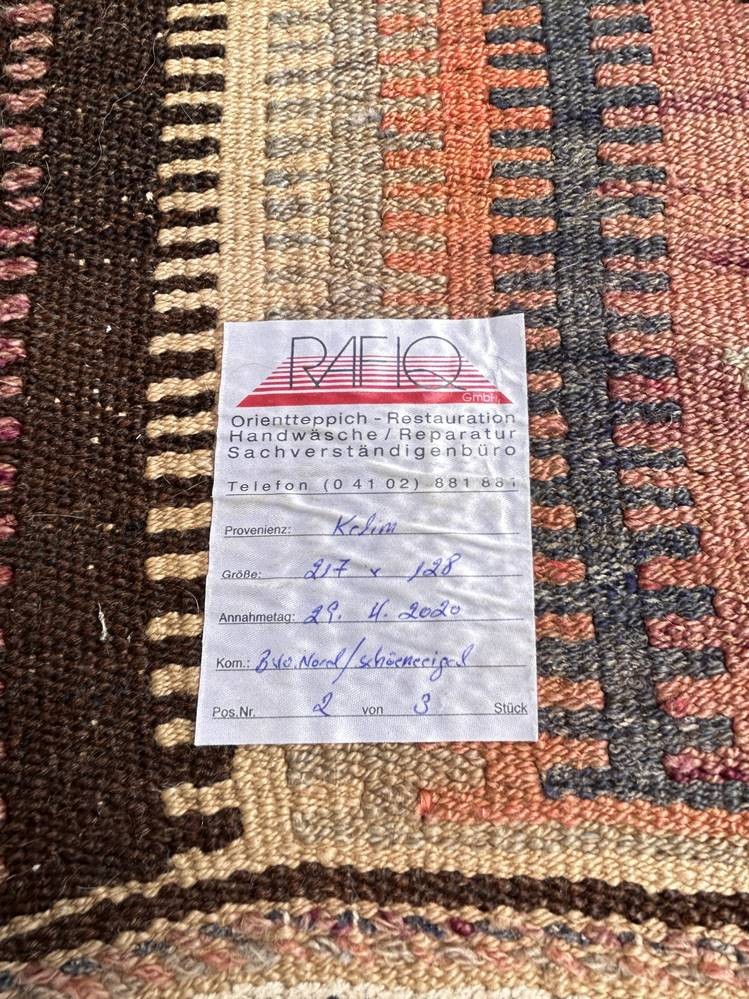 RAFIQ
GmbH
Orientteppich - Restauration
Handwäsche / Reparatur
Sachverständigenbüro
Telefon (0 41 02) 881 881
Provenienz: Kelim
Größe: 217 x 128
Annahmetag: 29. 4. 2020
Kom.:
Pos.Nr. 2 von 3 Stück